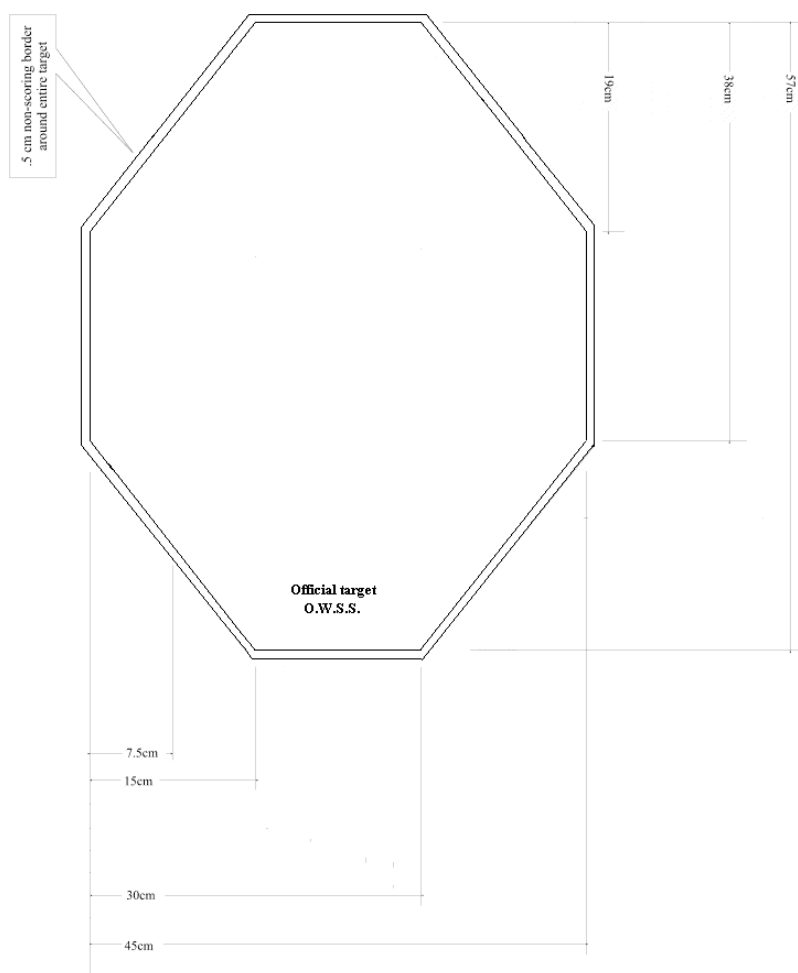 .5 cm non-scoring border
around entire target
19cm
38cm
57cm
Official target
O.W.S.S.
7.5cm
15cm
30cm
45cm